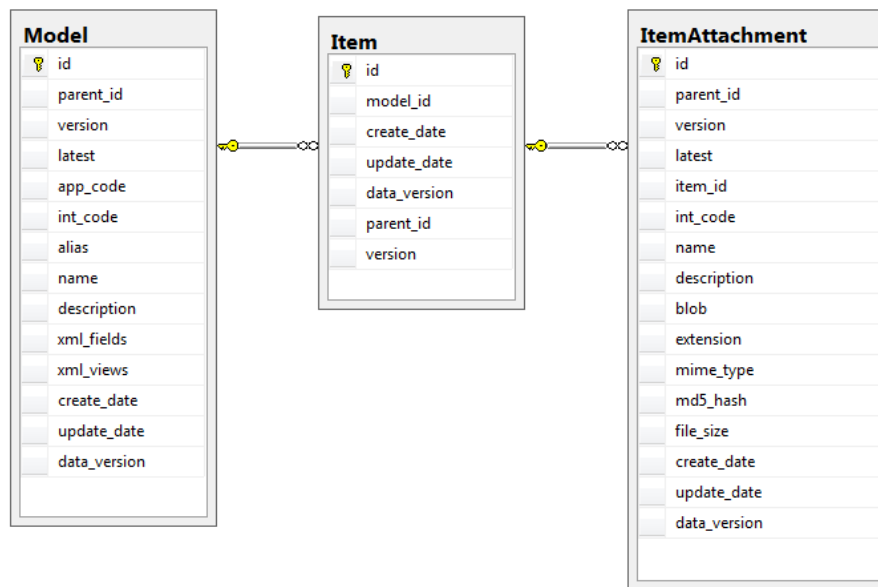 Model
id
parent_id
version
latest
app_code
int_code
alias
name
description
xml_fields
xml_views
create_date
update_date
data_version
Item
id
model_id
create_date
update_date
data_version
parent_id
version
ItemAttachment
id
parent_id
version
latest
item_id
int_code
name
description
blob
extension
mime_type
md5_hash
file_size
create_date
update_date
data_version